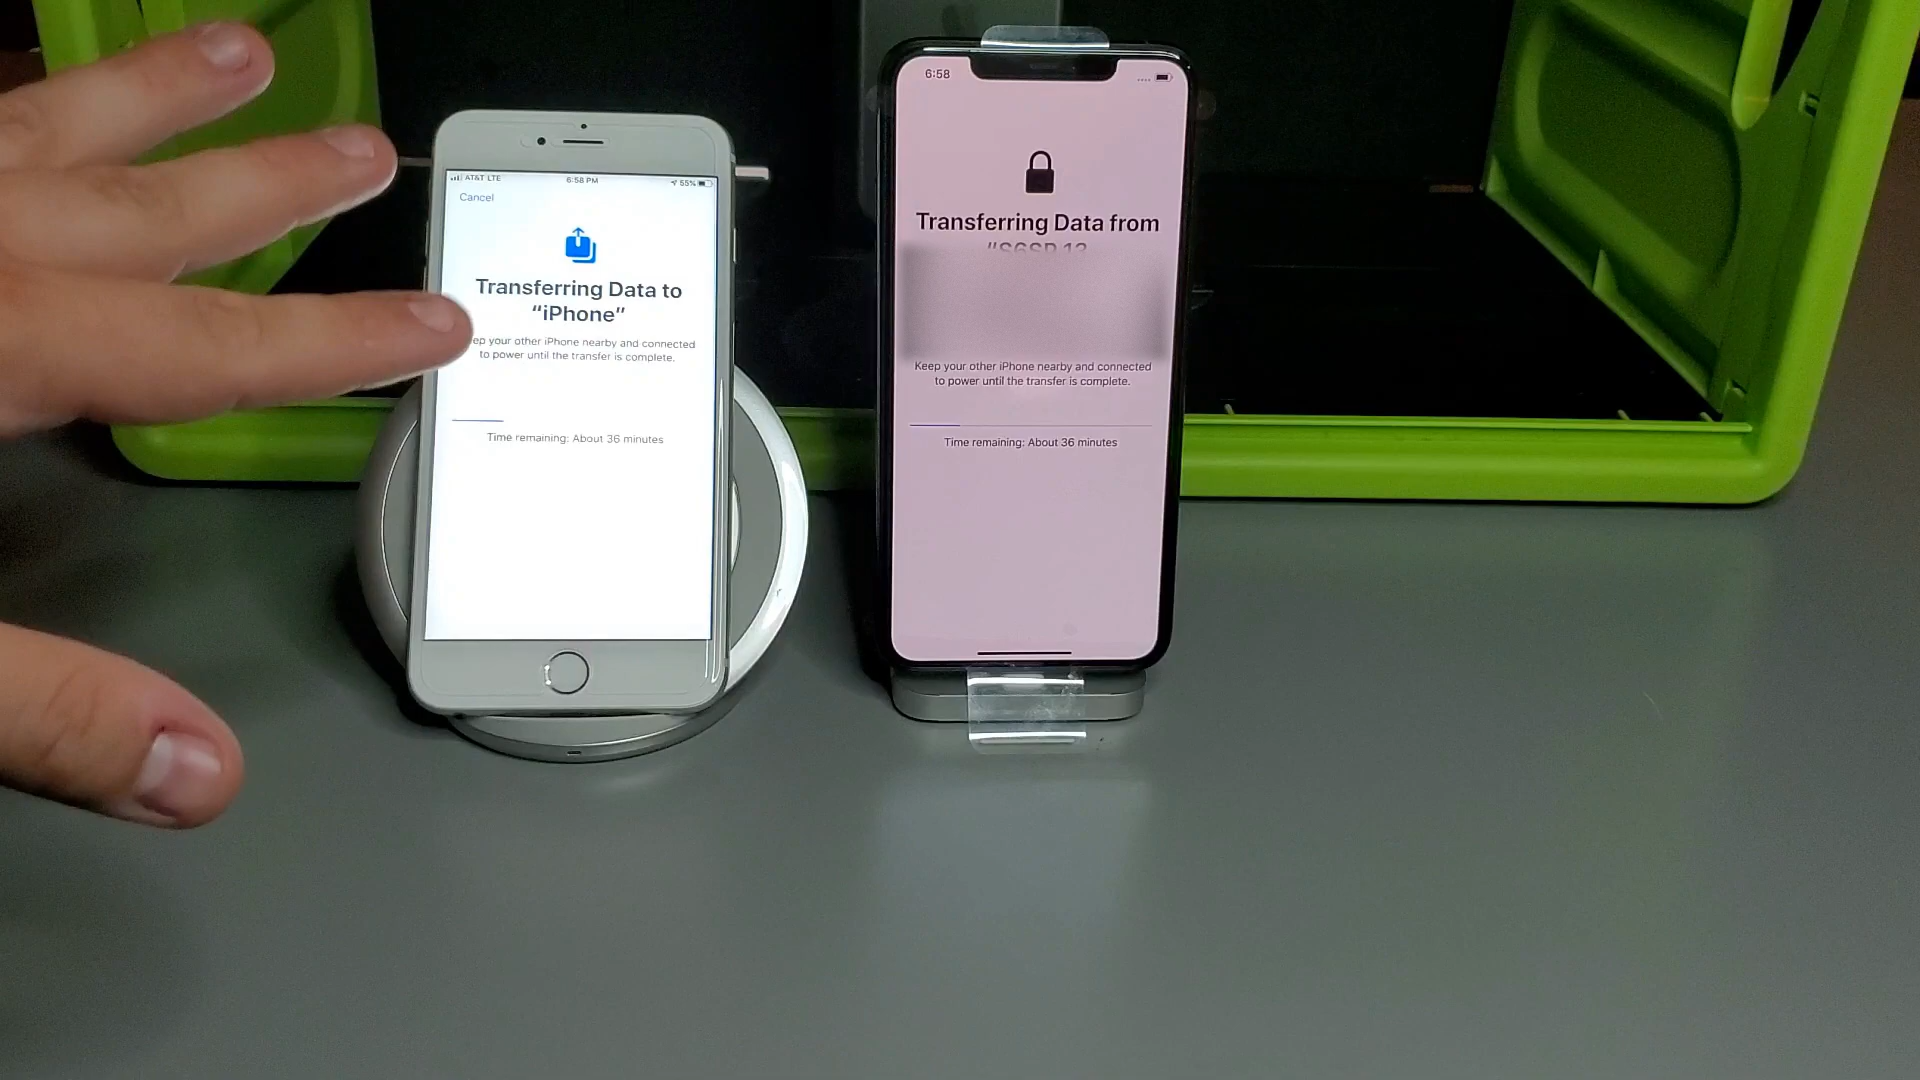 AT&T LTE
6:58 PM
55%
Cancel
Transferring Data to
“iPhone”
your other iPhone nearby and connected
to power until the transfer is complete.
Time remaining: About 36 minutes
6:58
Transferring Data from
Keep your other iPhone nearby and connected
to power until the transfer is complete.
Time remaining: About 36 minutes